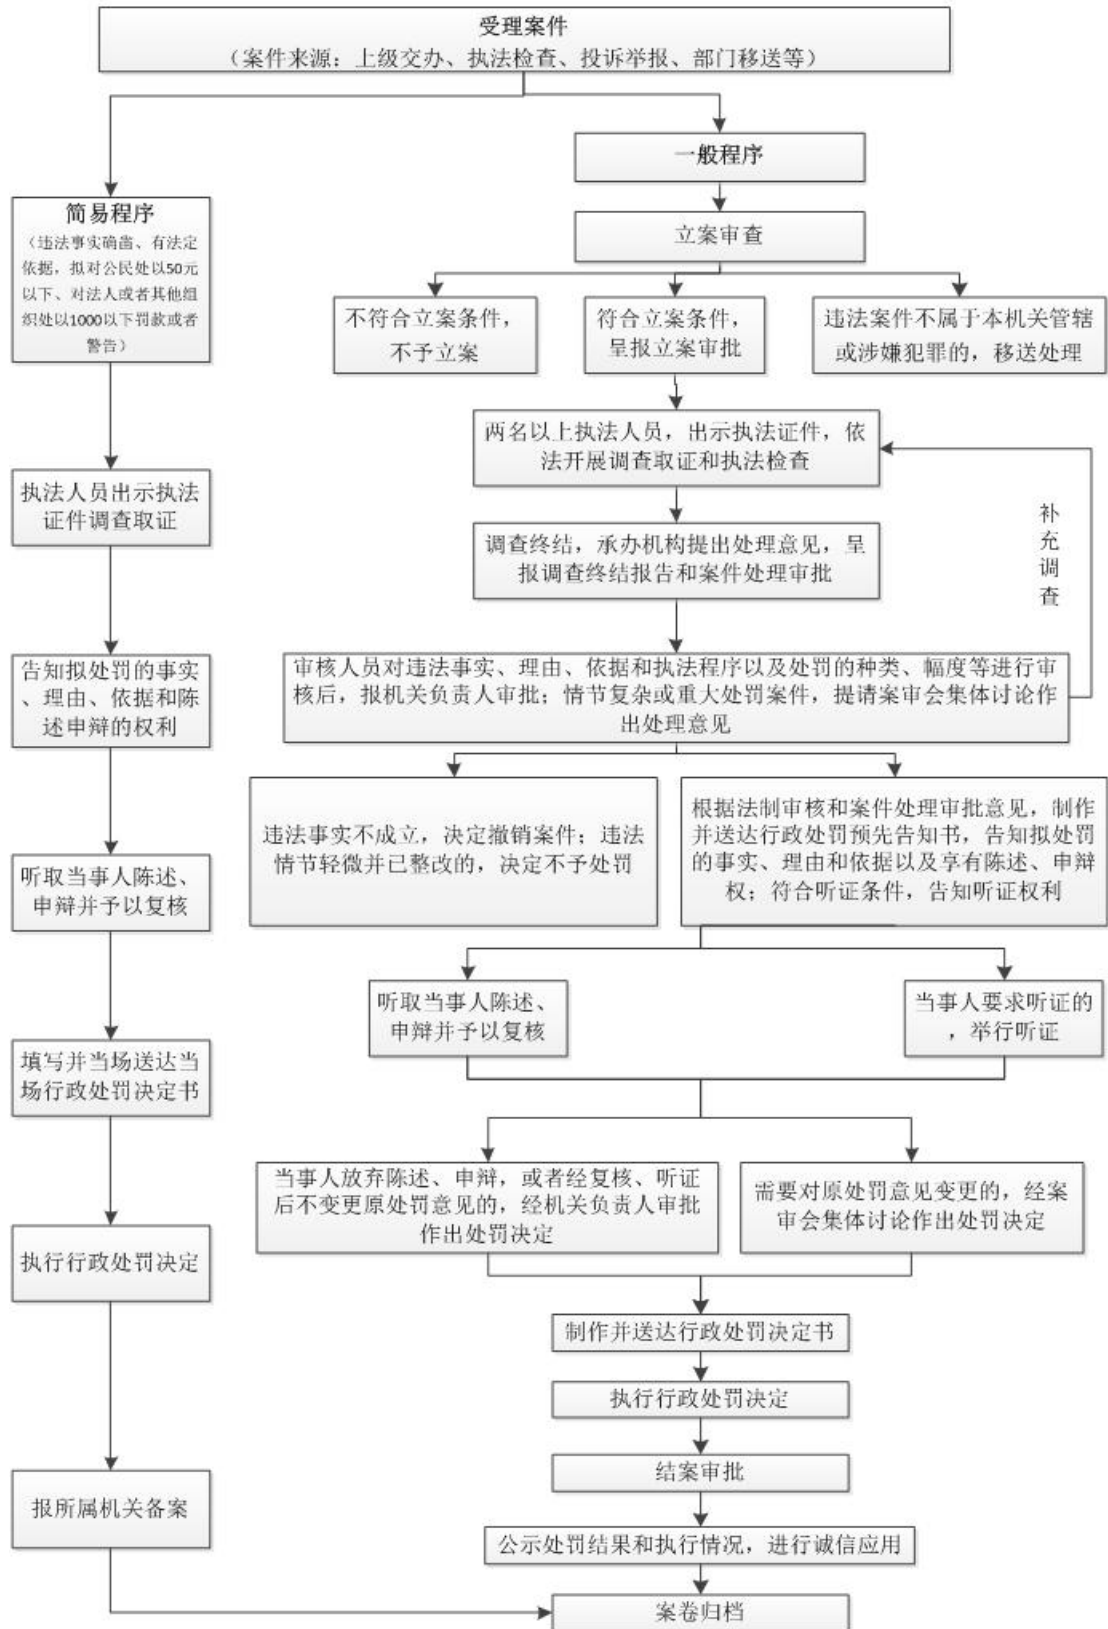 受理案件
（案件来源：上级交办、执法检查、投诉举报、部门移送等）
简易程序
（违法事实确凿、有法定
依据，拟对公民处以50元
以下、对法人或者其他组
织处以1000以下罚款或者
警告）
执法人员出示执法
证件调查取证
告知拟处罚的事实
、理由、依据和陈
述申辩的权利
听取当事人陈述、
申辩并予以复核
填写并当场送达当
场行政处罚决定书
执行行政处罚决定
报所属机关备案
一般程序
立案审查
不符合立案条件，
不予立案
符合立案条件，
呈报立案审批
违法案件不属于本机关管辖
或涉嫌犯罪的，移送处理
两名以上执法人员，出示执法证件，依
法开展调查取证和执法检查
补
充
调
查
调查终结，承办机构提出处理意见，呈
报调查终结报告和案件处理审批
审核人员对违法事实、理由、依据和执法程序以及处罚的种类、幅度等进行审
核后，报机关负责人审批；情节复杂或重大处罚案件，提请案审会集体讨论作
出处理意见
违法事实不成立，决定撤销案件；违法
情节轻微并已整改的，决定不予处罚
根据法制审核和案件处理审批意见，制作
并送达行政处罚预先告知书，告知拟处罚
的事实、理由和依据以及享有陈述、申辩
权；符合听证条件，告知听证权利
听取当事人陈述、
申辩并予以复核
当事人要求听证的
，举行听证
当事人放弃陈述、申辩，或者经复核、听证
后不变更原处罚意见的，经机关负责人审批
作出处罚决定
需要对原处罚意见变更的，经案
审会集体讨论作出处罚决定
制作并送达行政处罚决定书
执行行政处罚决定
结案审批
公示处罚结果和执行情况，进行诚信应用
案卷归档